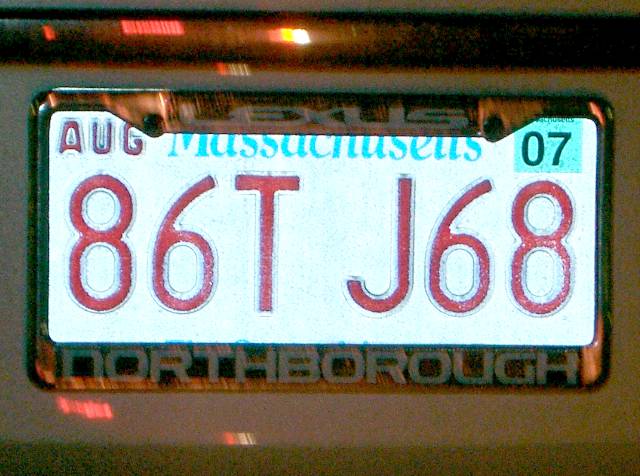 LEXUS
AUG Massachusetts 07
86T J68
NORTHBOROUGH